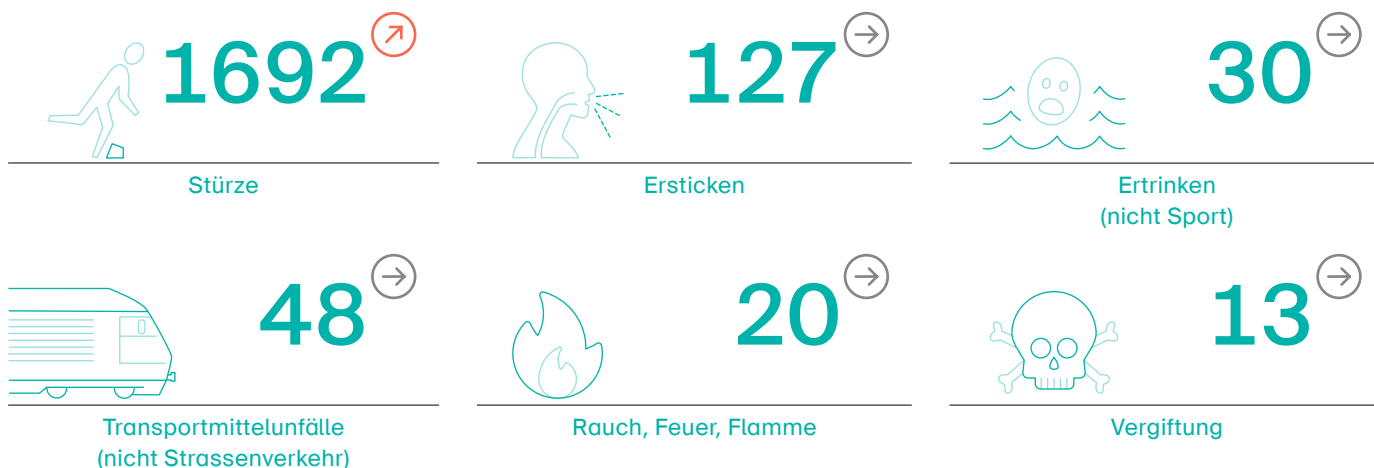 1692
127
30
Stürze
Ersticken
Ertrinken
(nicht Sport)
48
20
13
Transportmittelunfälle
(nicht Strassenverkehr)
Rauch, Feuer, Flamme
Vergiftung